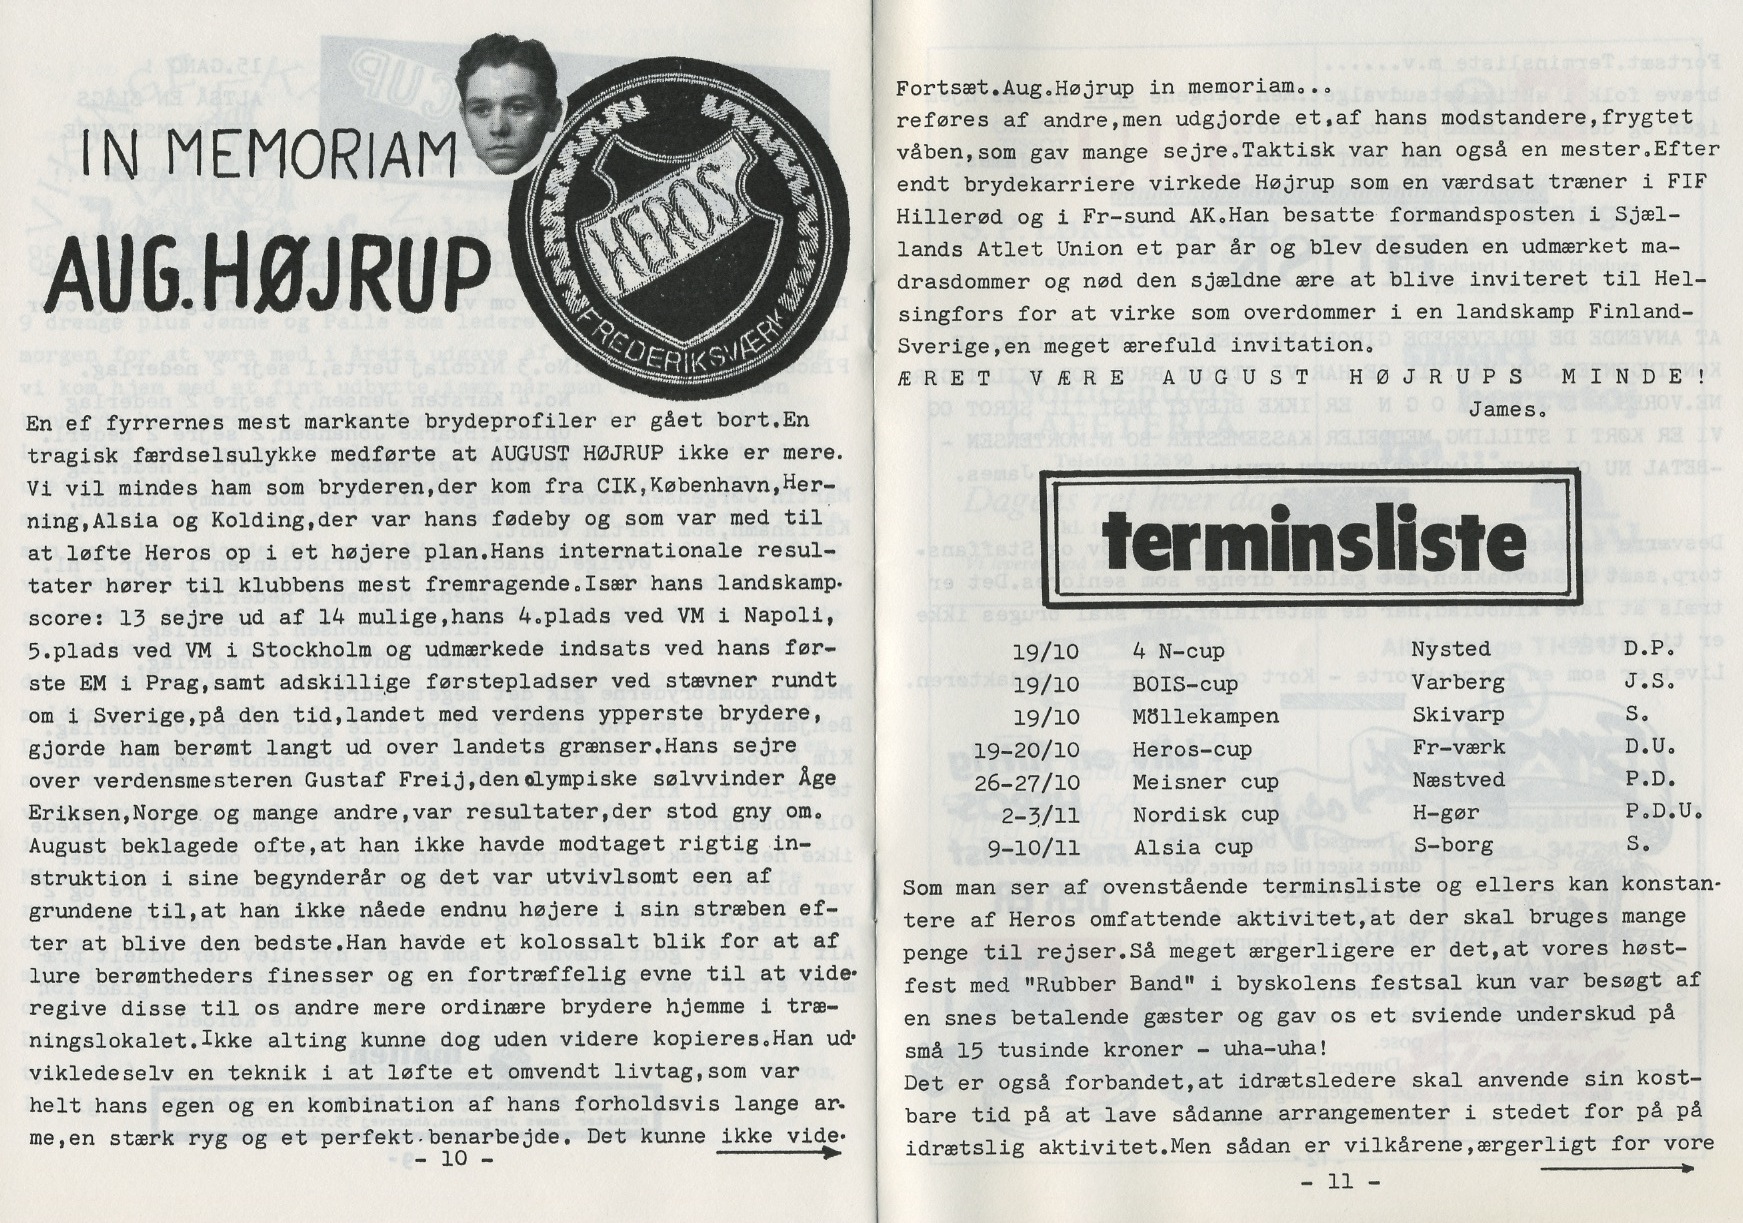 IN MEMORIAM
AUG.HØJRUP
HEROS
FREDERIKSVÆRK
En ef fyrrernes mest markante brydeprofiler er gået bort.En
tragisk færdselsulykke medførte at AUGUST HØJRUP ikke er mere.
Vi vil mindes ham som bryderen,der kom fra CIK,København,Her-
ning,Alsia og Kolding,der var hans fødeby og som var med til
at løfte Heros op i et højere plan.Hans internationale resul-
tater hører til klubbens mest fremragende.Især hans landskamp-
score: 13 sejre ud af 14 mulige,hans 4.plads ved VM i Napoli,
5.plads ved VM i Stockholm og udmærkede indsats ved hans før-
ste EM i Prag,samt adskillige førstepladser ved stævner rundt
om i Sverige,på den tid,landet med verdens ypperste brydere,
gjorde ham berømt langt ud over landets grænser.Hans sejre
over verdensmesteren Gustaf Freij,den olympiske sølvvinder Åge
Eriksen,Norge og mange andre,var resultater,der stod gny om.
August beklagede ofte,at han ikke havde modtaget rigtig in-
struktion i sine begynderår og det var utvivlsomt een af
grundene til,at han ikke nåede endnu højere i sin stræben ef-
ter at blive den bedste.Han havde et kolossalt blik for at af
lure berømtheders finesser og en fortræffelig evne til at vide-
regive disse til os andre mere ordinære brydere hjemme i træ-
ningslokalet.Ikke alting kunne dog uden videre kopieres.Han ud-
vikledeselv en teknik i at løfte et omvendt livtag,som var
helt hans egen og en kombination af hans forholdsvis lange ar-
me,en stærk ryg og et perfekt benarbejde. Det kunne ikke vide-
- 10 -
Fortsæt.Aug.Højrup in memoriam...
reføres af andre,men udgjorde et,af hans modstandere,frygtet
våben,som gav mange sejre.Taktisk var han også en mester.Efter
endt brydekarriere virkede Højrup som en værdsat træner i FIF
Hillerød og i Fr-sund AK.Han besatte formandsposten i Sjæl-
lands Atlet Union et par år og blev desuden en udmærket ma-
drasdommer og nød den sjældne ære at blive inviteret til Hel-
singfors for at virke som overdommer i en landskamp Finland-
Sverige,en meget ærefuld invitation.
ÆRET VÆRE AUGUST HØJRUPS MINDE!
James.
terminsliste
19/10 4 N-cup Nysted D.P.
19/10 BOIS-cup Varberg J.S.
19/10 Möllekampen Skivarp S.
19-20/10 Heros-cup Fr-værk D.U.
26-27/10 Meisner cup Næstved P.D.
2-3/11 Nordisk cup H-gør P.D.U.
9-10/11 Alsia cup S-borg S.
Som man ser af ovenstående terminsliste og ellers kan konstan-
tere af Heros omfattende aktivitet,at der skal bruges mange
penge til rejser.Så meget ærgerligere er det,at vores høst-
fest med "Rubber Band" i byskolens festsal kun var besøgt af
en snes betalende gæster og gav os et sviende underskud på
små 15 tusinde kroner - uha-uha!
Det er også forbandet,at idrætsledere skal anvende sin kost-
bare tid på at lave sådanne arrangementer i stedet for på på
idrætslig aktivitet.Men sådan er vilkårene,ærgerligt for vore
- 11 -